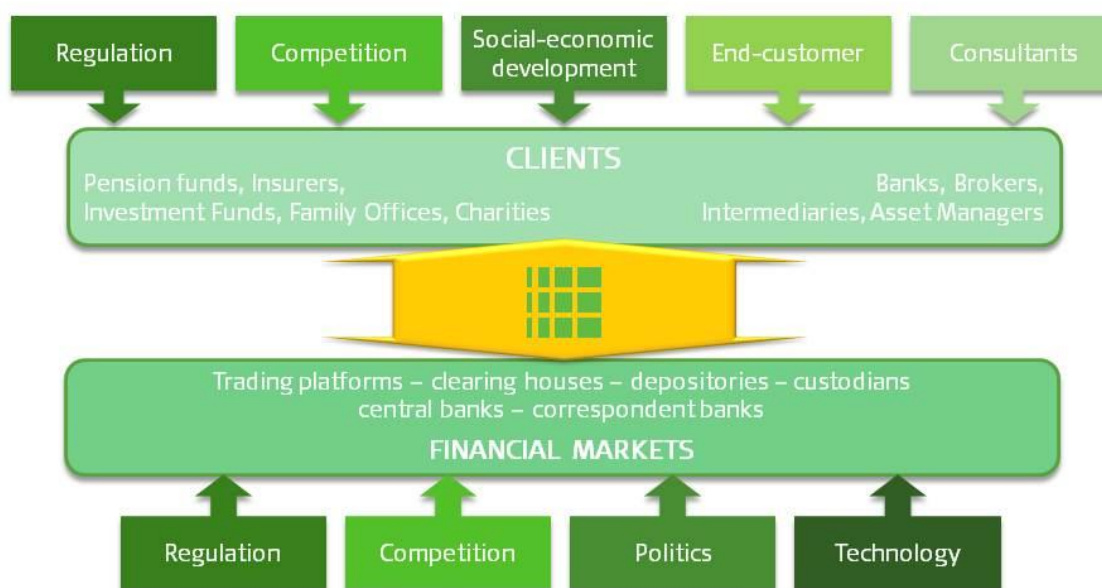 Regulation
Competition
Social-economic
development
End-customer
Consultants
CLIENTS
Pension funds, Insurers,
Investment Funds, Family Offices, Charities
Banks, Brokers,
Intermediaries, Asset Managers
Trading platforms – clearing houses – depositories – custodians
central banks – correspondent banks
FINANCIAL MARKETS
Regulation
Competition
Politics
Technology